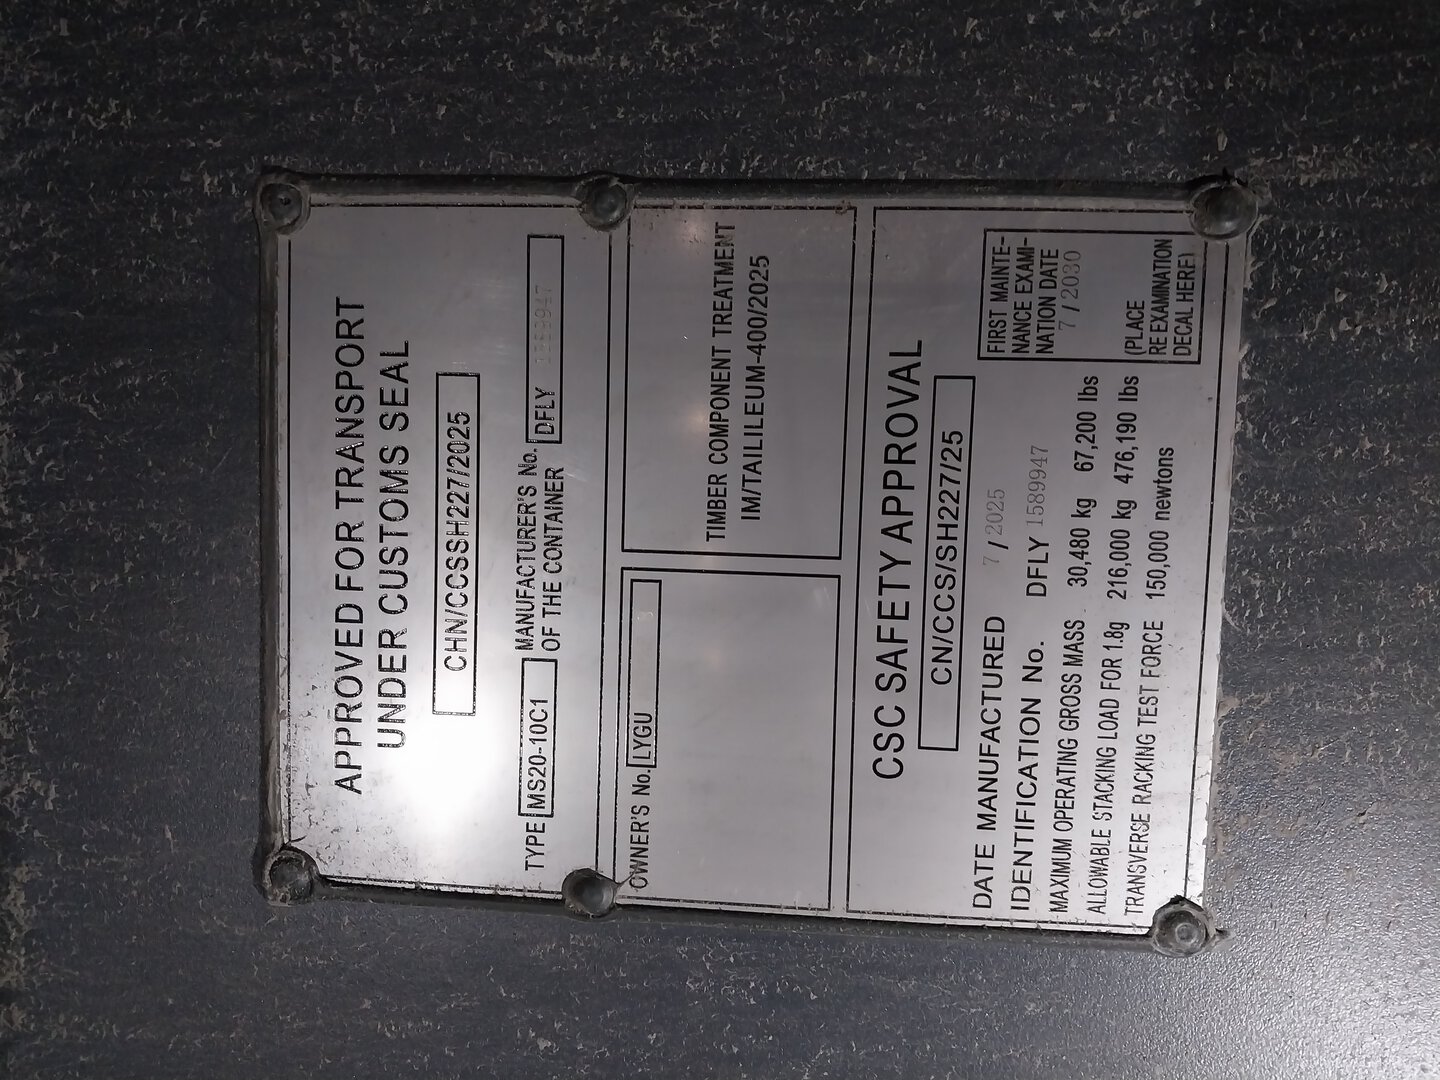 APPROVED FOR TRANSPORT
UNDER CUSTOMS SEAL
CHN/CCSSH227/2025
TYPE MS20-10C1 MANUFACTURER'S No. OF THE CONTAINER DFLY 1589947
TIMBER COMPONENT TREATMENT
IM/TAILILEUM-400/2025
OWNER'S No. LYGU
CSC SAFETY APPROVAL
CN/CCS/SH227/25
DATE MANUFACTURED 7/2025
IDENTIFICATION No. DFLY 1589947
MAXIMUM OPERATING GROSS MASS 30,480 kg 67,200 lbs
ALLOWABLE STACKING LOAD FOR 1.8g 216,000 kg 476,190 lbs
TRANSVERSE RACKING TEST FORCE 150,000 newtons
FIRST MAINTE-
NANCE EXAMI-
NATION DATE
7/2030
(PLACE
REEXAMINATION
DECAL HERE)